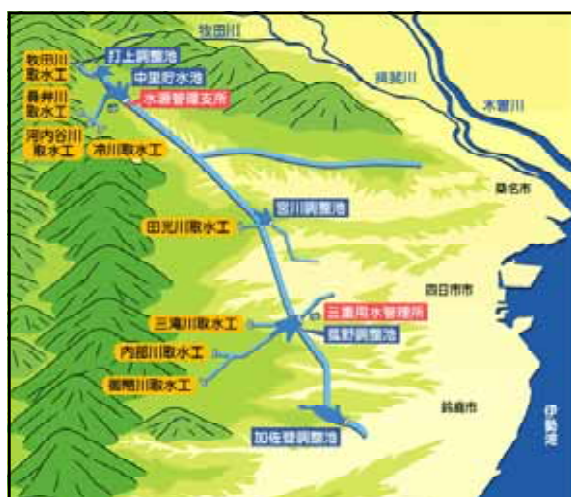 牧田川
揖斐川
木曽川
牧田川
取水工
打上調整池
中里貯水池
水源管理支所
員弁川
取水工
河内谷川
取水工
冷川取水工
桑名市
宮川調整池
田光川取水工
四日市市
三重用水管理所
三滝川取水工
菰野調整池
内部川取水工
御幣川取水工
加佐登調整池
鈴鹿市
伊勢湾